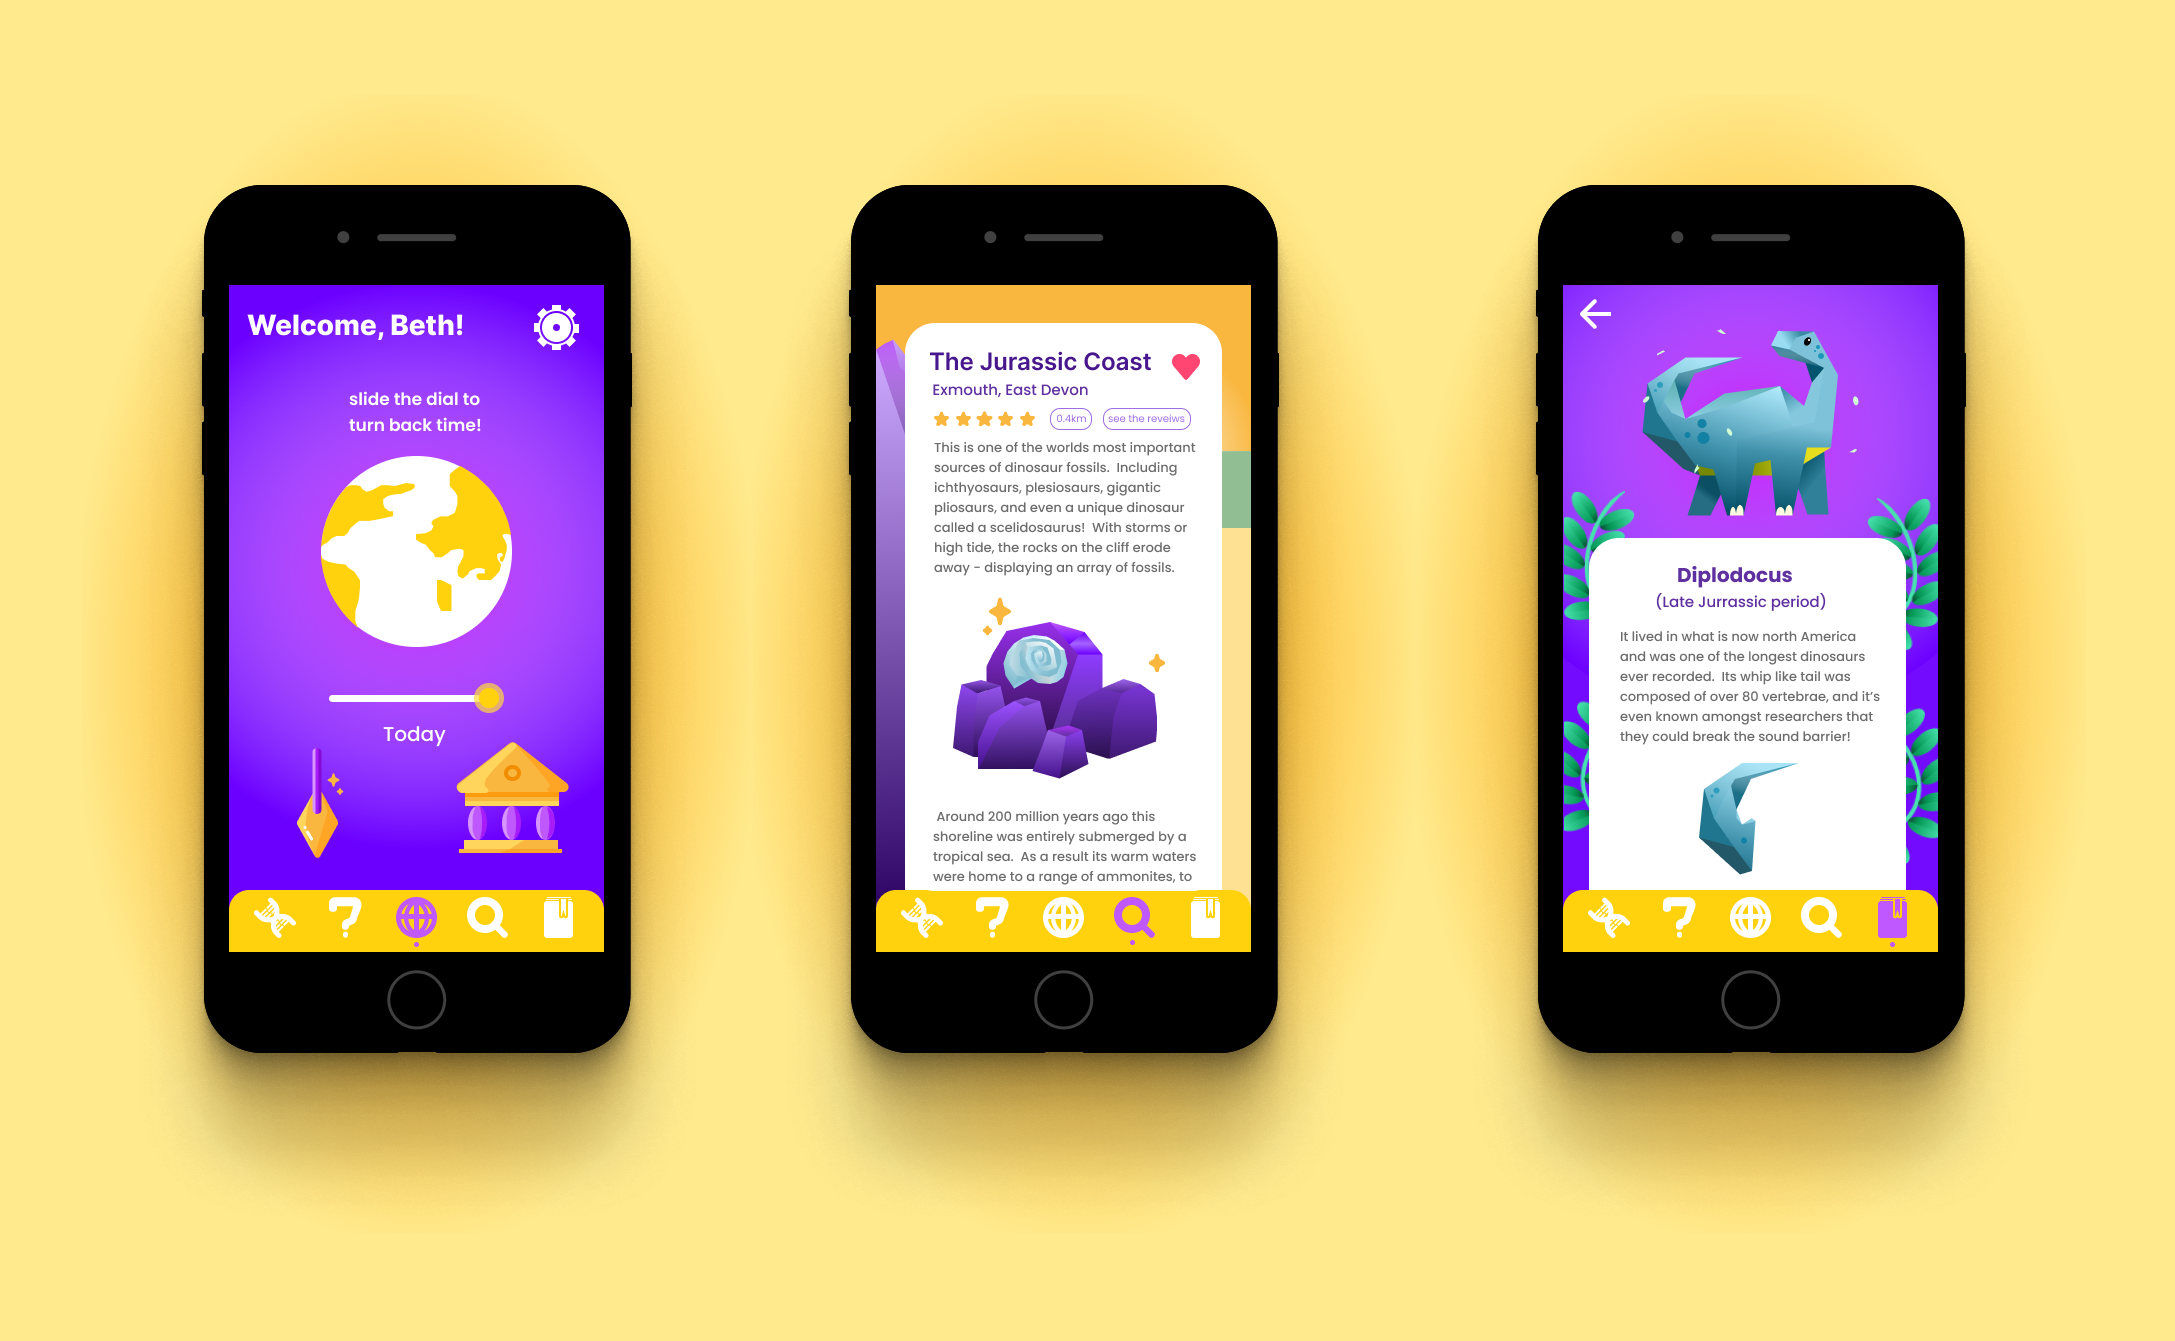 Welcome, Beth!
slide the dial to
turn back time!
Today
The Jurassic Coast
Exmouth, East Devon
0.4km
see the reveiws
This is one of the worlds most important
sources of dinosaur fossils. Including
ichthyosaurs, plesiosaurs, gigantic
pliosaurs, and even a unique dinosaur
called a scelidosaurus! With storms or
high tide, the rocks on the cliff erode
away - displaying an array of fossils.
Around 200 million years ago this
shoreline was entirely submerged by a
tropical sea. As a result its warm waters
were home to a range of ammonites, to
Diplodocus
(Late Jurrassic period)
It lived in what is now north America
and was one of the longest dinosaurs
ever recorded. Its whip like tail was
composed of over 80 vertebrae, and it's
even known amongst researchers that
they could break the sound barrier!